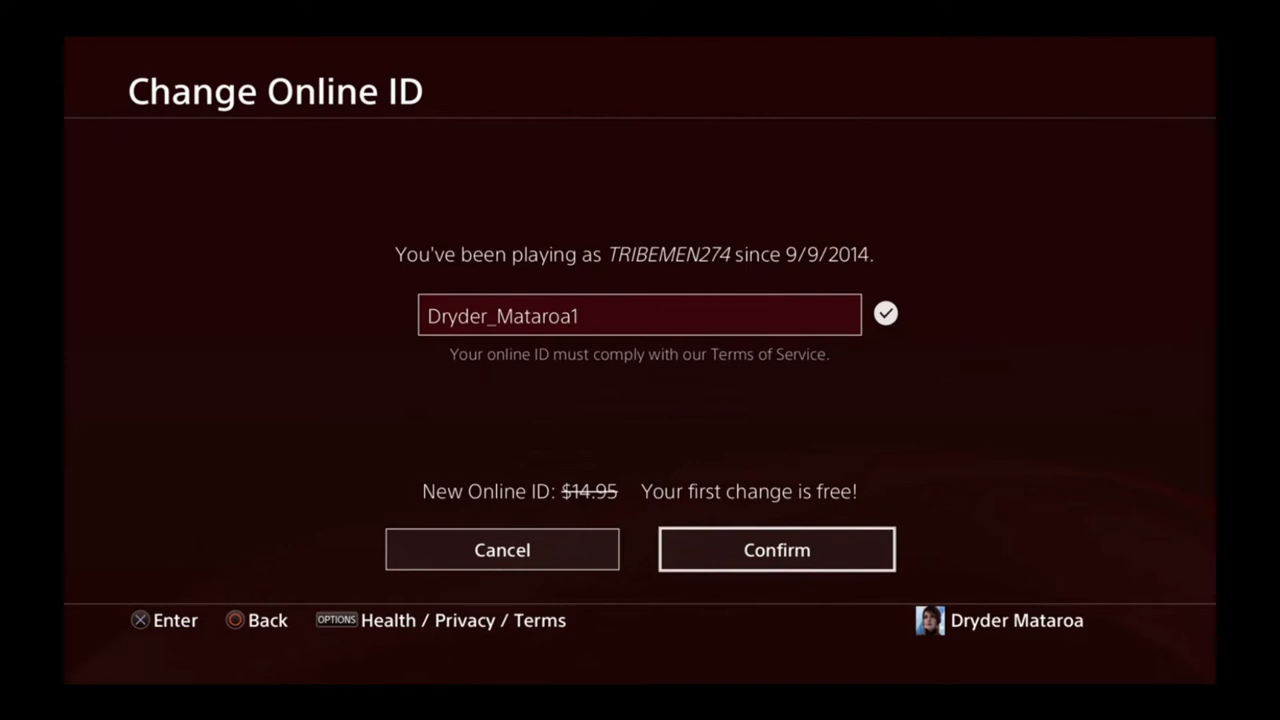 Change Online ID
You've been playing as TRIBEMEN274 since 9/9/2014.
Dryder_Mataroa1
Your online ID must comply with our Terms of Service.
New Online ID: $14.95 Your first change is free!
Cancel Confirm
Enter Back OPTIONS Health / Privacy / Terms Dryder Mataroa